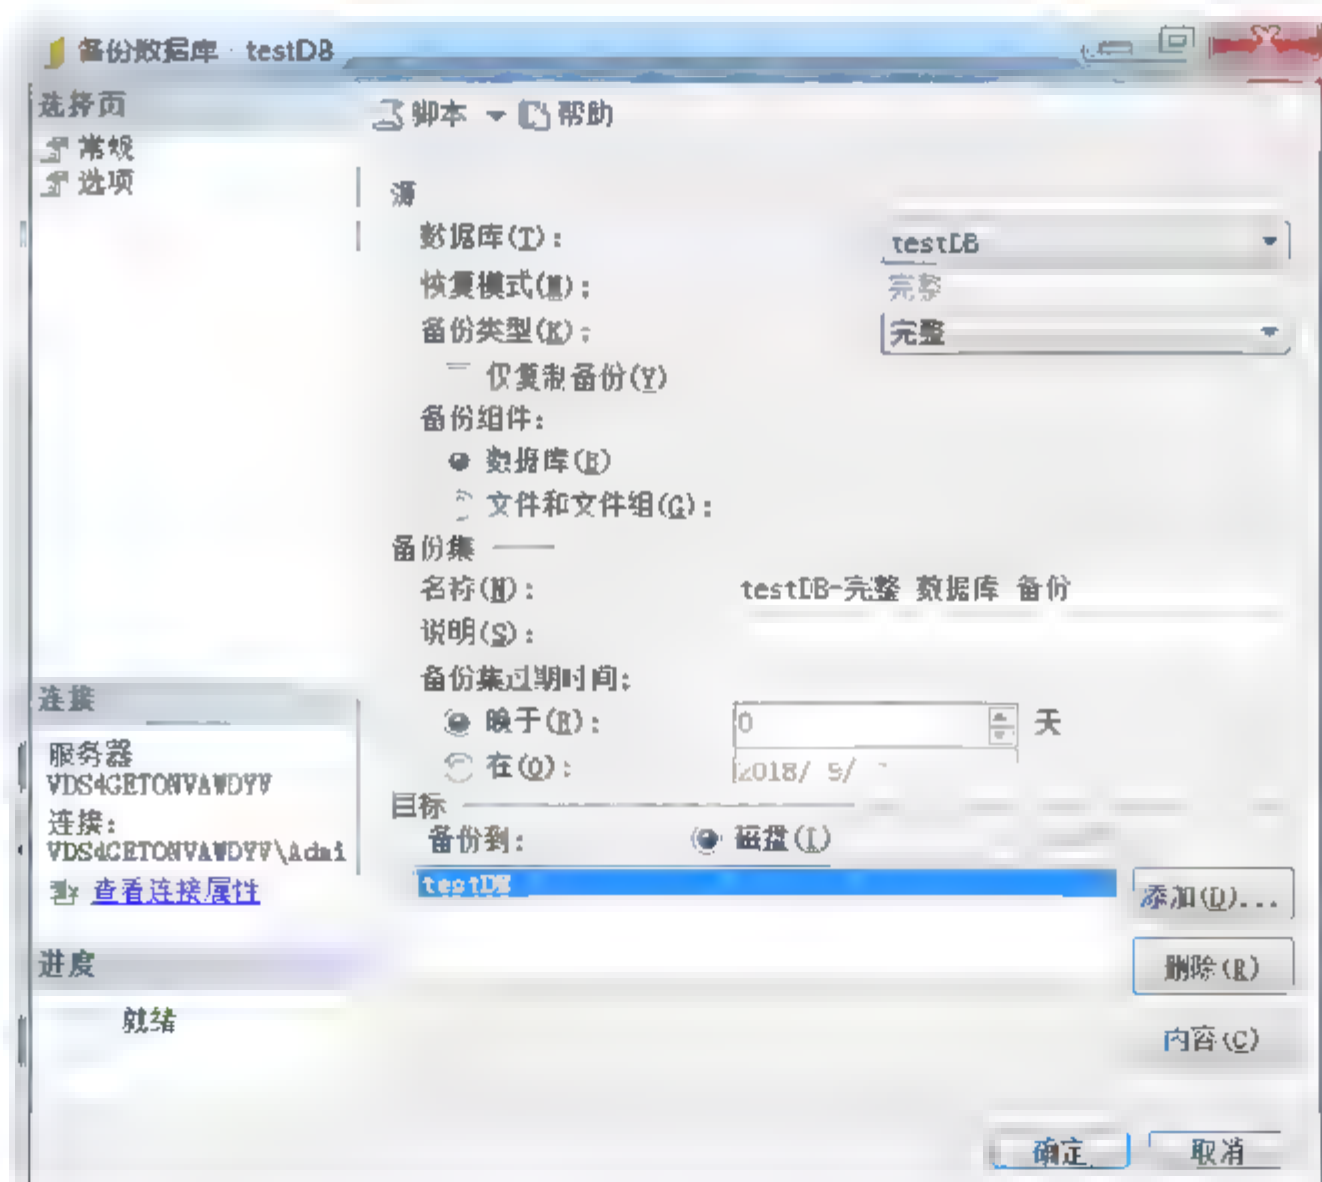 备份数据库 - testDB
选择页
常规
选项
脚本 帮助
源
数据库(T): testDB
恢复模式(M): 完整
备份类型(K): 完整
仅复制备份(Y)
备份组件:
数据库(B)
文件和文件组(G):
备份集
名称(N): testDB-完整 数据库 备份
说明(S):
备份集过期时间:
晚于(R): 0 天
在(O): 2018/ 9/
目标
备份到: 磁盘(I)
testDB
添加(D)...
删除(R)
内容(C)
连接
服务器
连接:
查看连接属性
进度
就绪
确定 取消